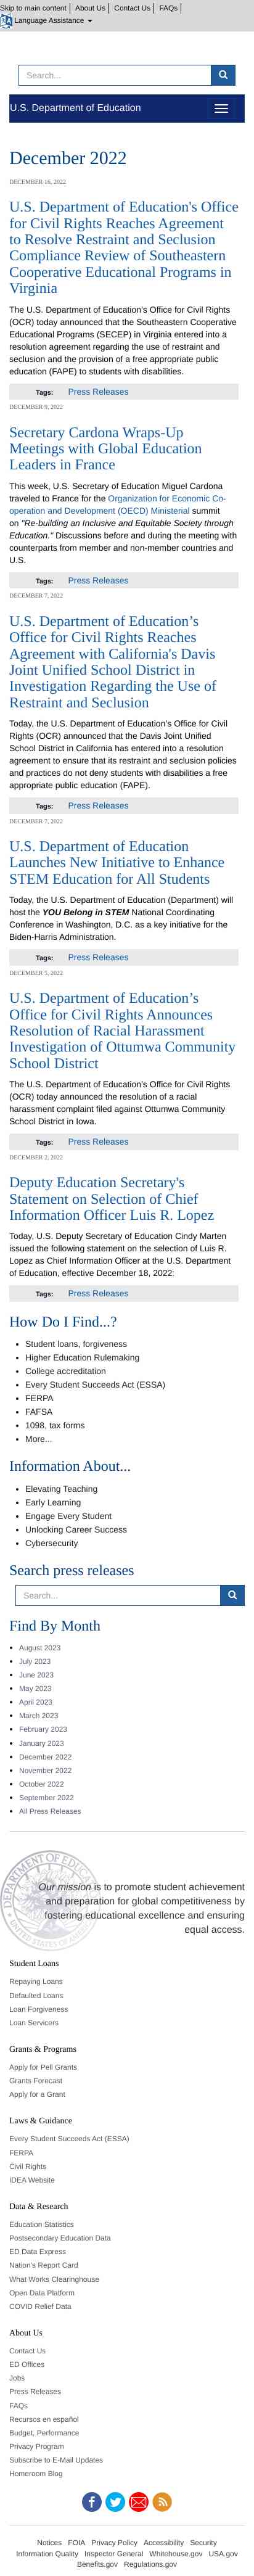 Skip to main content | About Us | Contact Us | FAQs |
Language Assistance
Search...
U.S. Department of Education
December 2022
DECEMBER 16, 2022
U.S. Department of Education's Office
for Civil Rights Reaches Agreement
to Resolve Restraint and Seclusion
Compliance Review of Southeastern
Cooperative Educational Programs in
Virginia
The U.S. Department of Education’s Office for Civil Rights
(OCR) today announced that the Southeastern Cooperative
Educational Programs (SECEP) in Virginia entered into a
resolution agreement regarding the use of restraint and
seclusion and the provision of a free appropriate public
education (FAPE) to students with disabilities.
Tags: Press Releases
DECEMBER 9, 2022
Secretary Cardona Wraps-Up
Meetings with Global Education
Leaders in France
This week, U.S. Secretary of Education Miguel Cardona
traveled to France for the Organization for Economic Co-
operation and Development (OECD) Ministerial summit
on "Re-building an Inclusive and Equitable Society through
Education." Discussions before and during the meeting with
counterparts from member and non-member countries and
U.S.
Tags: Press Releases
DECEMBER 7, 2022
U.S. Department of Education’s
Office for Civil Rights Reaches
Agreement with California's Davis
Joint Unified School District in
Investigation Regarding the Use of
Restraint and Seclusion
Today, the U.S. Department of Education's Office for Civil
Rights (OCR) announced that the Davis Joint Unified
School District in California has entered into a resolution
agreement to ensure that its restraint and seclusion policies
and practices do not deny students with disabilities a free
appropriate public education (FAPE).
Tags: Press Releases
DECEMBER 7, 2022
U.S. Department of Education
Launches New Initiative to Enhance
STEM Education for All Students
Today, the U.S. Department of Education (Department) will
host the YOU Belong in STEM National Coordinating
Conference in Washington, D.C. as a key initiative for the
Biden-Harris Administration.
Tags: Press Releases
DECEMBER 5, 2022
U.S. Department of Education’s
Office for Civil Rights Announces
Resolution of Racial Harassment
Investigation of Ottumwa Community
School District
The U.S. Department of Education's Office for Civil Rights
(OCR) today announced the resolution of a racial
harassment complaint filed against Ottumwa Community
School District in Iowa.
Tags: Press Releases
DECEMBER 2, 2022
Deputy Education Secretary's
Statement on Selection of Chief
Information Officer Luis R. Lopez
Today, U.S. Deputy Secretary of Education Cindy Marten
issued the following statement on the selection of Luis R.
Lopez as Chief Information Officer at the U.S. Department
of Education, effective December 18, 2022:
Tags: Press Releases
How Do I Find...?
• Student loans, forgiveness
• Higher Education Rulemaking
• College accreditation
• Every Student Succeeds Act (ESSA)
• FERPA
• FAFSA
• 1098, tax forms
• More...
Information About...
• Elevating Teaching
• Early Learning
• Engage Every Student
• Unlocking Career Success
• Cybersecurity
Search press releases
Search...
Find By Month
• August 2023
• July 2023
• June 2023
• May 2023
• April 2023
• March 2023
• February 2023
• January 2023
• December 2022
• November 2022
• October 2022
• September 2022
• All Press Releases
Our mission is to promote student achievement
and preparation for global competitiveness by
fostering educational excellence and ensuring
equal access.
Student Loans
Repaying Loans
Defaulted Loans
Loan Forgiveness
Loan Servicers
Grants & Programs
Apply for Pell Grants
Grants Forecast
Apply for a Grant
Laws & Guidance
Every Student Succeeds Act (ESSA)
FERPA
Civil Rights
IDEA Website
Data & Research
Education Statistics
Postsecondary Education Data
ED Data Express
Nation's Report Card
What Works Clearinghouse
Open Data Platform
COVID Relief Data
About Us
Contact Us
ED Offices
Jobs
Press Releases
FAQs
Recursos en español
Budget, Performance
Privacy Program
Subscribe to E-Mail Updates
Homeroom Blog
Notices FOIA Privacy Policy Accessibility Security
Information Quality Inspector General Whitehouse.gov USA.gov
Benefits.gov Regulations.gov